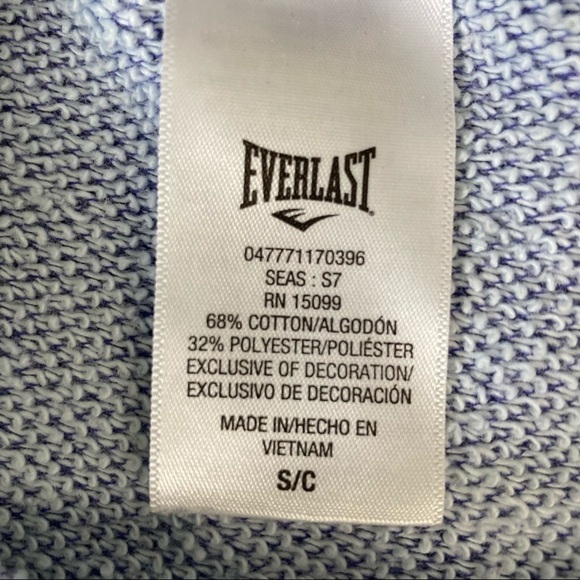 EVERLAST
047771170396
SEAS : S7
RN 15099
68% COTTON/ALGODÓN
32% POLYESTER/POLIÉSTER
EXCLUSIVE OF DECORATION/
EXCLUSIVO DE DECORACIÓN
MADE IN/HECHO EN
VIETNAM
S/C